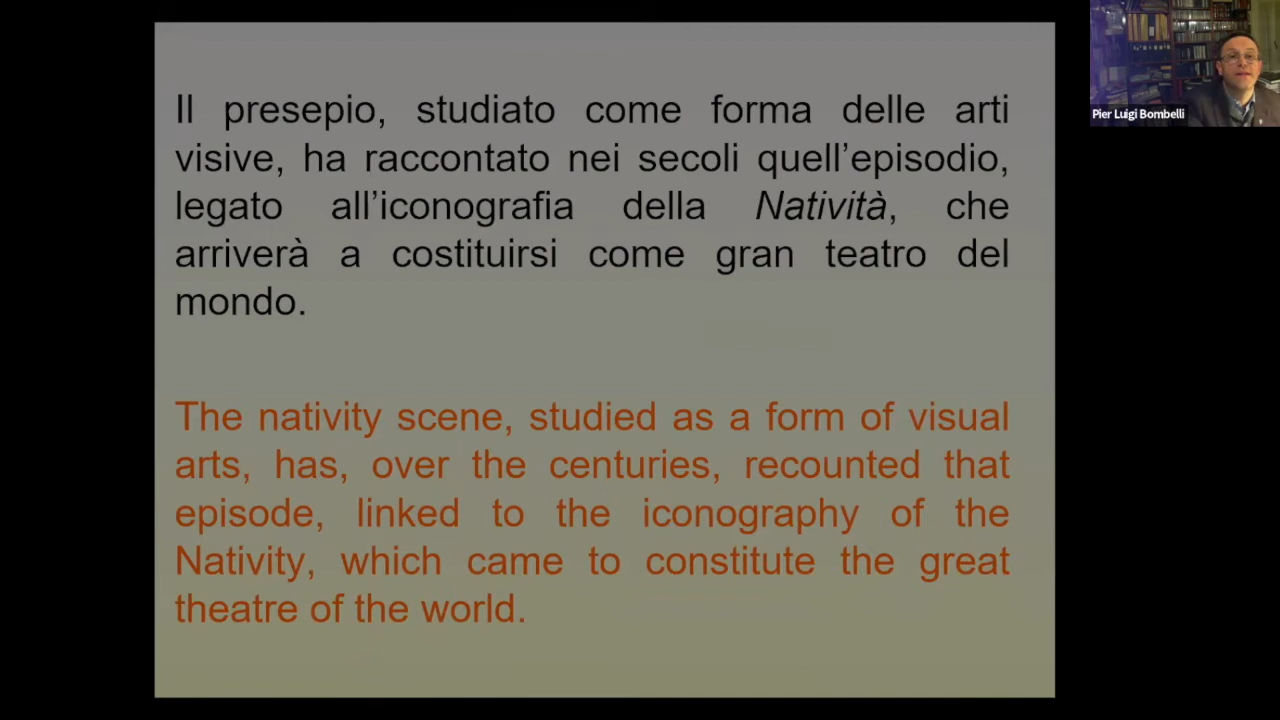 Il presepio, studiato come forma delle arti
visive, ha raccontato nei secoli quell’episodio,
legato all’iconografia della Natività, che
arriverà a costituirsi come gran teatro del
mondo.
The nativity scene, studied as a form of visual
arts, has, over the centuries, recounted that
episode, linked to the iconography of the
Nativity, which came to constitute the great
theatre of the world.
Pier Luigi Bombelli